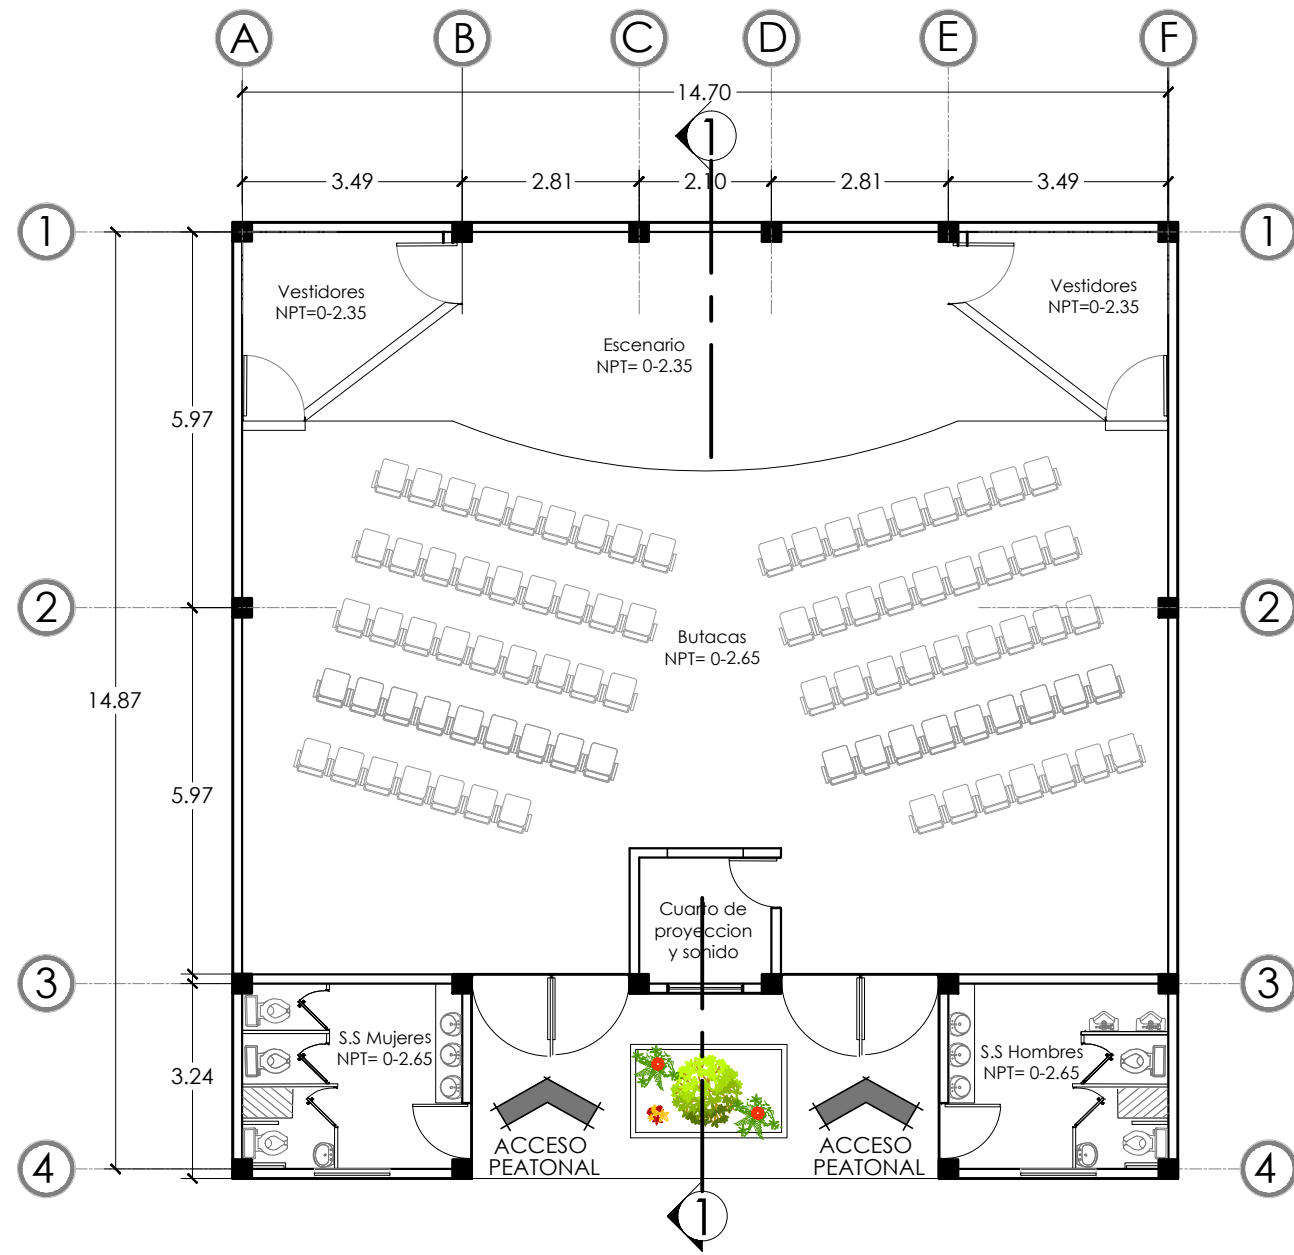 A B C D E F
14.70
1
3.49 2.81 2.10 2.81 3.49
1 1
Vestidores
NPT=0-2.35
Vestidores
NPT=0-2.35
Escenario
NPT= 0-2.35
5.97
2 2
Butacas
NPT= 0-2.65
14.87
5.97
Cuarto de
proyeccion
y sonido
3 3
S.S Mujeres
NPT= 0-2.65
S.S Hombres
NPT= 0-2.65
3.24
ACCESO
PEATONAL
ACCESO
PEATONAL
4 4
1